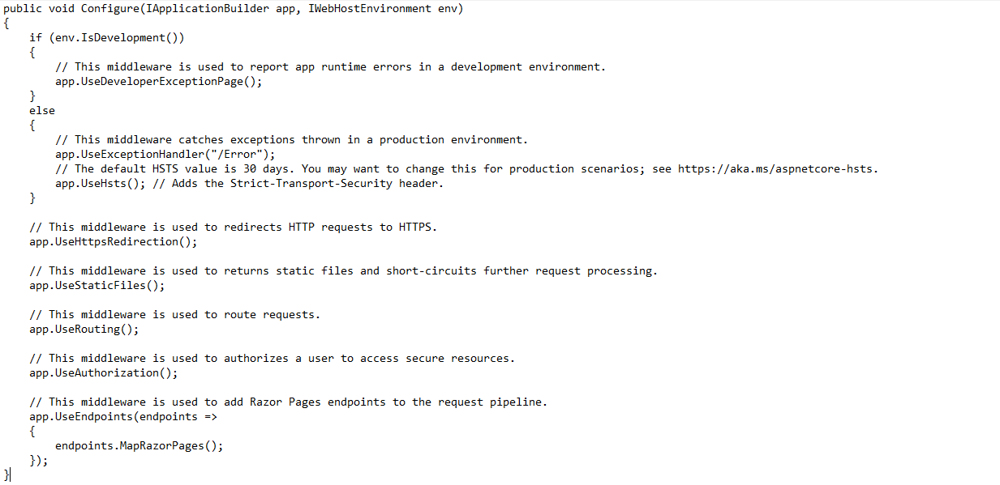 public void Configure(IApplicationBuilder app, IWebHostEnvironment env)
{
    if (env.IsDevelopment())
    {
        // This middleware is used to report app runtime errors in a development environment.
        app.UseDeveloperExceptionPage();
    }
    else
    {
        // This middleware catches exceptions thrown in a production environment.
        app.UseExceptionHandler("/Error");
        // The default HSTS value is 30 days. You may want to change this for production scenarios; see https://aka.ms/aspnetcore-hsts.
        app.UseHsts(); // Adds the Strict-Transport-Security header.
    }

    // This middleware is used to redirects HTTP requests to HTTPS.
    app.UseHttpsRedirection();

    // This middleware is used to returns static files and short-circuits further request processing.
    app.UseStaticFiles();

    // This middleware is used to route requests.
    app.UseRouting();

    // This middleware is used to authorizes a user to access secure resources.
    app.UseAuthorization();

    // This middleware is used to add Razor Pages endpoints to the request pipeline.
    app.UseEndpoints(endpoints =>
    {
        endpoints.MapRazorPages();
    });
}